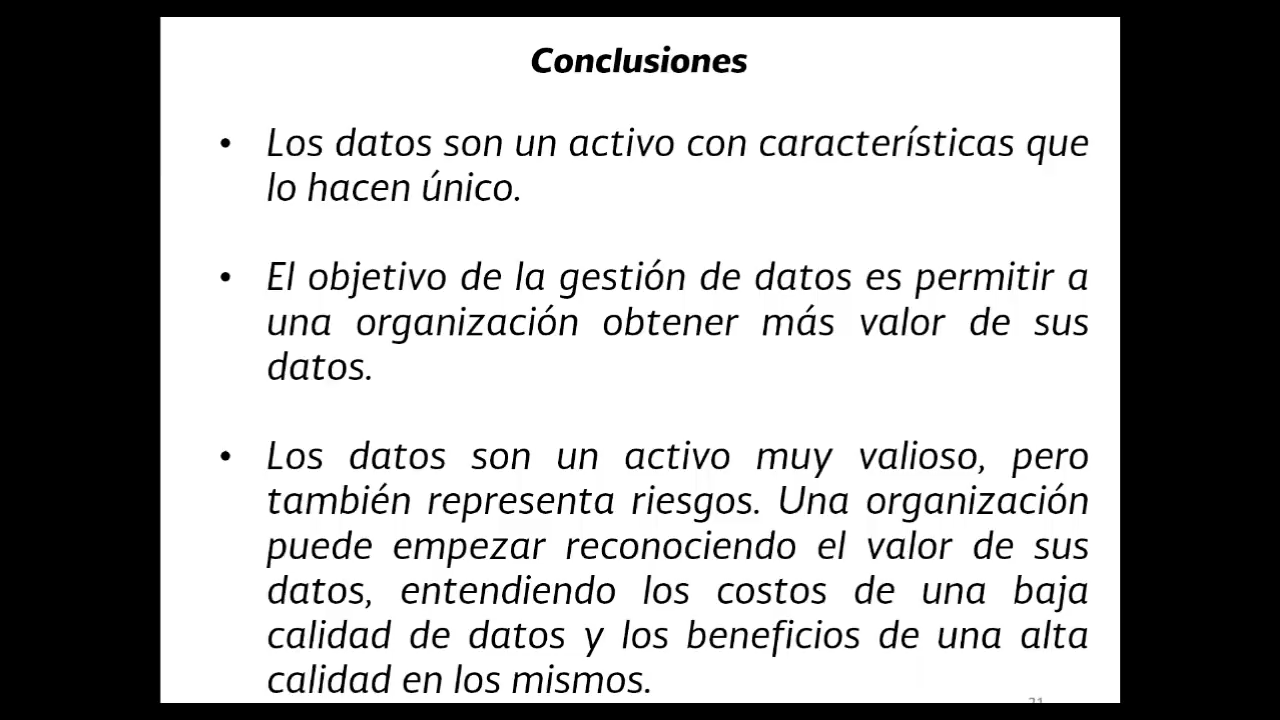 Conclusiones
• Los datos son un activo con características que
lo hacen único.
• El objetivo de la gestión de datos es permitir a
una organización obtener más valor de sus
datos.
• Los datos son un activo muy valioso, pero
también representa riesgos. Una organización
puede empezar reconociendo el valor de sus
datos, entendiendo los costos de una baja
calidad de datos y los beneficios de una alta
calidad en los mismos.